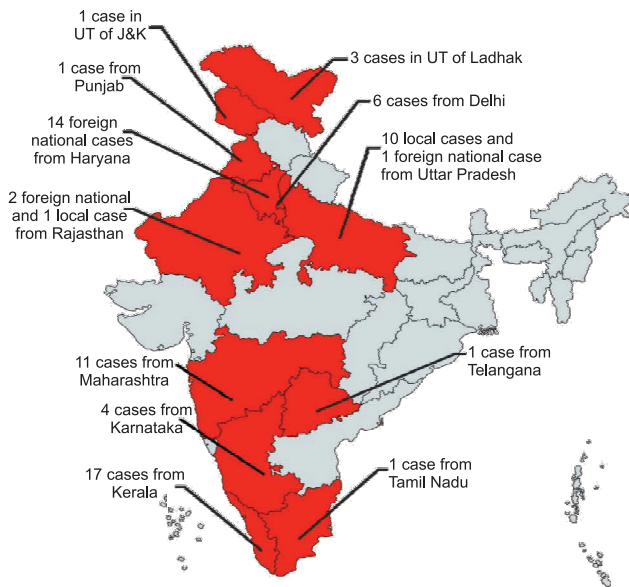 1 case in
UT of J&K
3 cases in UT of Ladhak
1 case from
Punjab
6 cases from Delhi
14 foreign
national cases
from Haryana
10 local cases and
1 foreign national case
from Uttar Pradesh
2 foreign national
and 1 local case
from Rajasthan
11 cases from
Maharashtra
1 case from
Telangana
4 cases from
Karnataka
17 cases from
Kerala
1 case from
Tamil Nadu